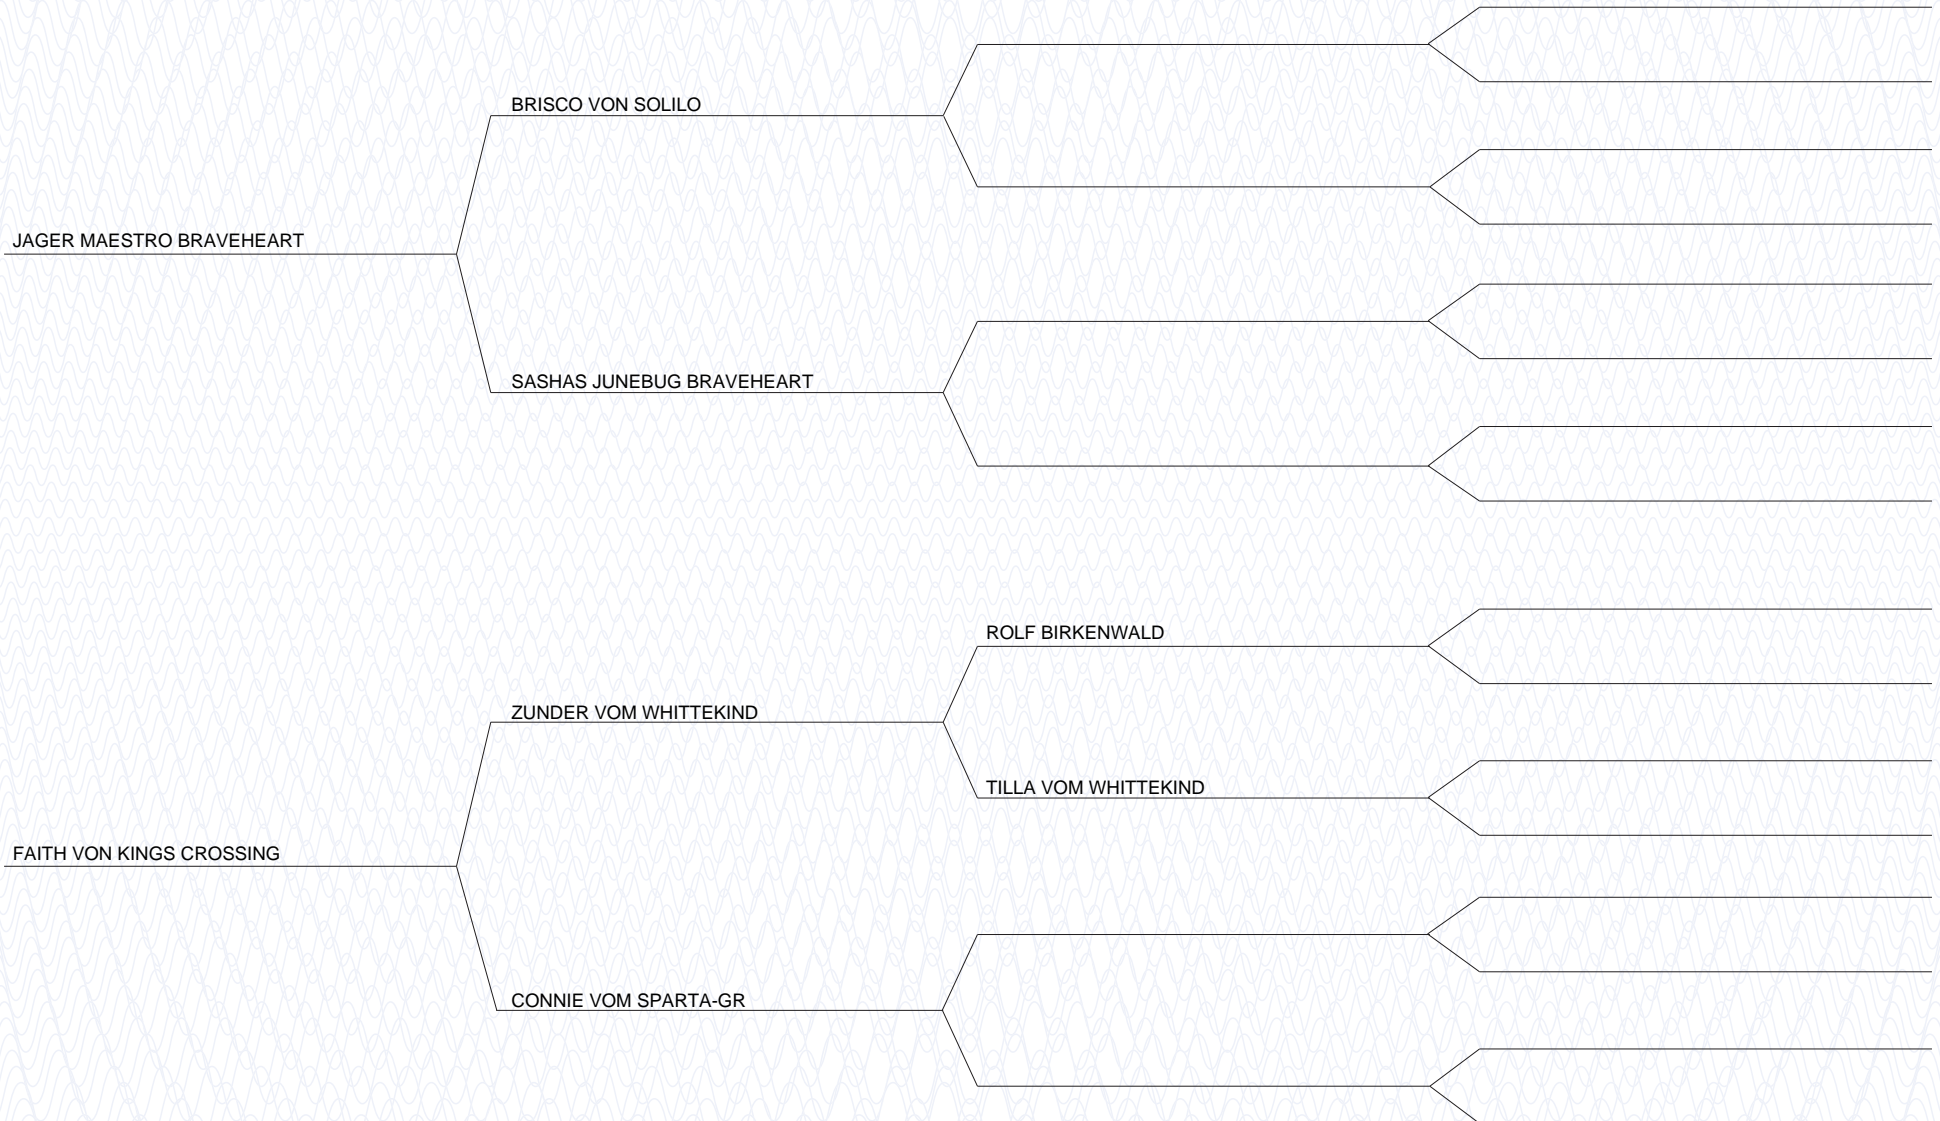 BRISCO VON SOLILO
JAGER MAESTRO BRAVEHEART
SASHAS JUNEBUG BRAVEHEART
ROLF BIRKENWALD
ZUNDER VOM WHITTEKIND
TILLA VOM WHITTEKIND
FAITH VON KINGS CROSSING
CONNIE VOM SPARTA-GR